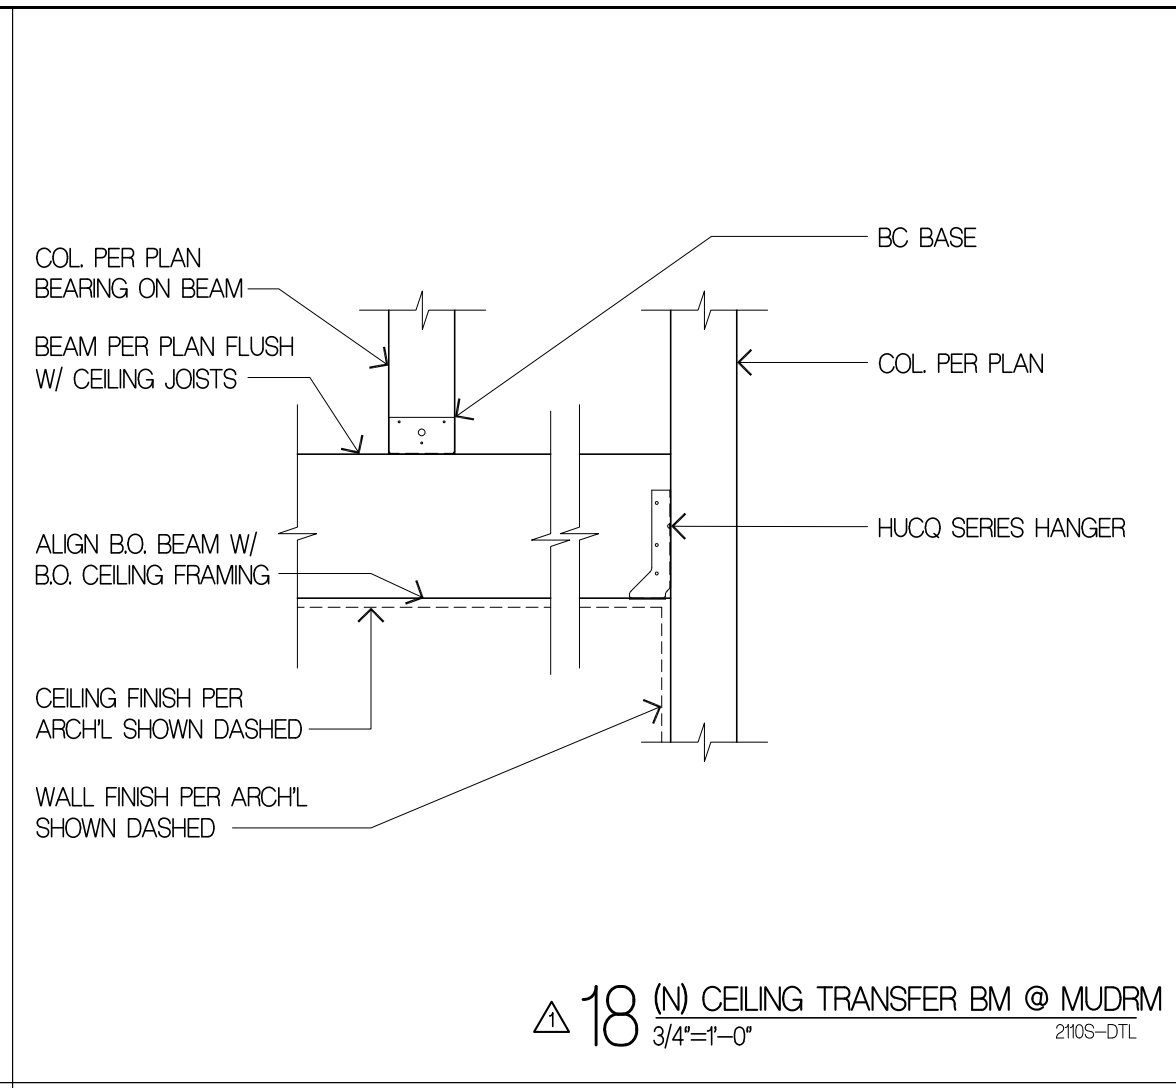 COL. PER PLAN
BEARING ON BEAM
BEAM PER PLAN FLUSH
W/ CEILING JOISTS
ALIGN B.O. BEAM W/
B.O. CEILING FRAMING
CEILING FINISH PER
ARCH'L SHOWN DASHED
WALL FINISH PER ARCH'L
SHOWN DASHED
BC BASE
COL. PER PLAN
HUCQ SERIES HANGER
1
18
(N) CEILING TRANSFER BM @ MUDRM
3/4"=1'-0"
2110S-DTL